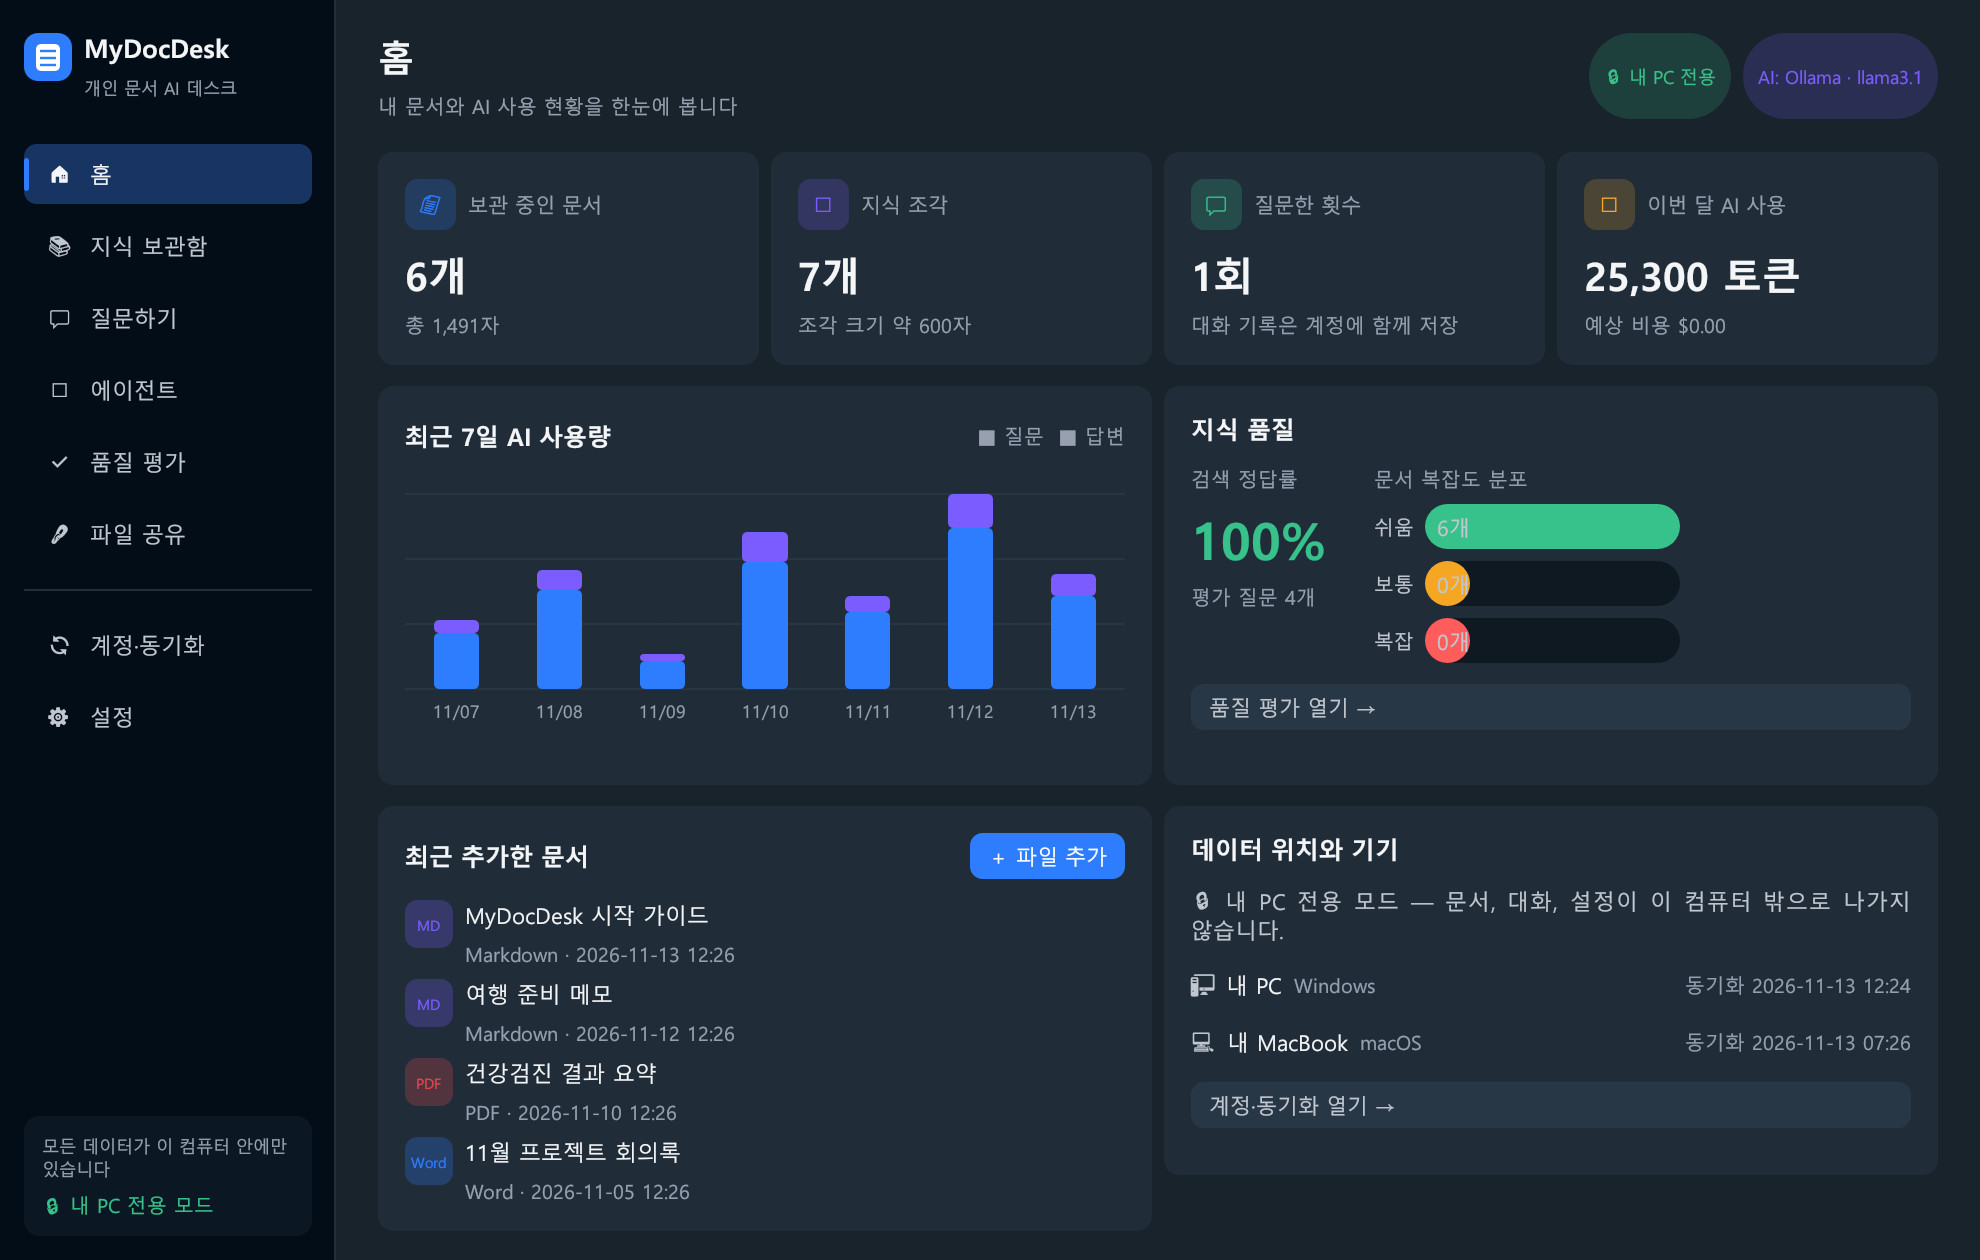 MyDocDesk
개인 문서 AI 데스크
홈
지식 보관함
질문하기
에이전트
품질 평가
파일 공유
계정·동기화
설정
모든 데이터가 이 컴퓨터 안에만
있습니다
내 PC 전용 모드
홈
내 문서와 AI 사용 현황을 한눈에 봅니다
내 PC 전용
AI: Ollama · llama3.1
보관 중인 문서
6개
총 1,491자
지식 조각
7개
조각 크기 약 600자
질문한 횟수
1회
대화 기록은 계정에 함께 저장
이번 달 AI 사용
25,300 토큰
예상 비용 $0.00
최근 7일 AI 사용량
질문 답변
11/07 11/08 11/09 11/10 11/11 11/12 11/13
지식 품질
검색 정답률
100%
평가 질문 4개
문서 복잡도 분포
쉬움 6개
보통 0개
복잡 0개
품질 평가 열기 →
최근 추가한 문서
+ 파일 추가
MD
MyDocDesk 시작 가이드
Markdown · 2026-11-13 12:26
MD
여행 준비 메모
Markdown · 2026-11-12 12:26
PDF
건강검진 결과 요약
PDF · 2026-11-10 12:26
Word
11월 프로젝트 회의록
Word · 2026-11-05 12:26
데이터 위치와 기기
내 PC 전용 모드 — 문서, 대화, 설정이 이 컴퓨터 밖으로 나가지
않습니다.
내 PC Windows 동기화 2026-11-13 12:24
내 MacBook macOS 동기화 2026-11-13 07:26
계정·동기화 열기 →